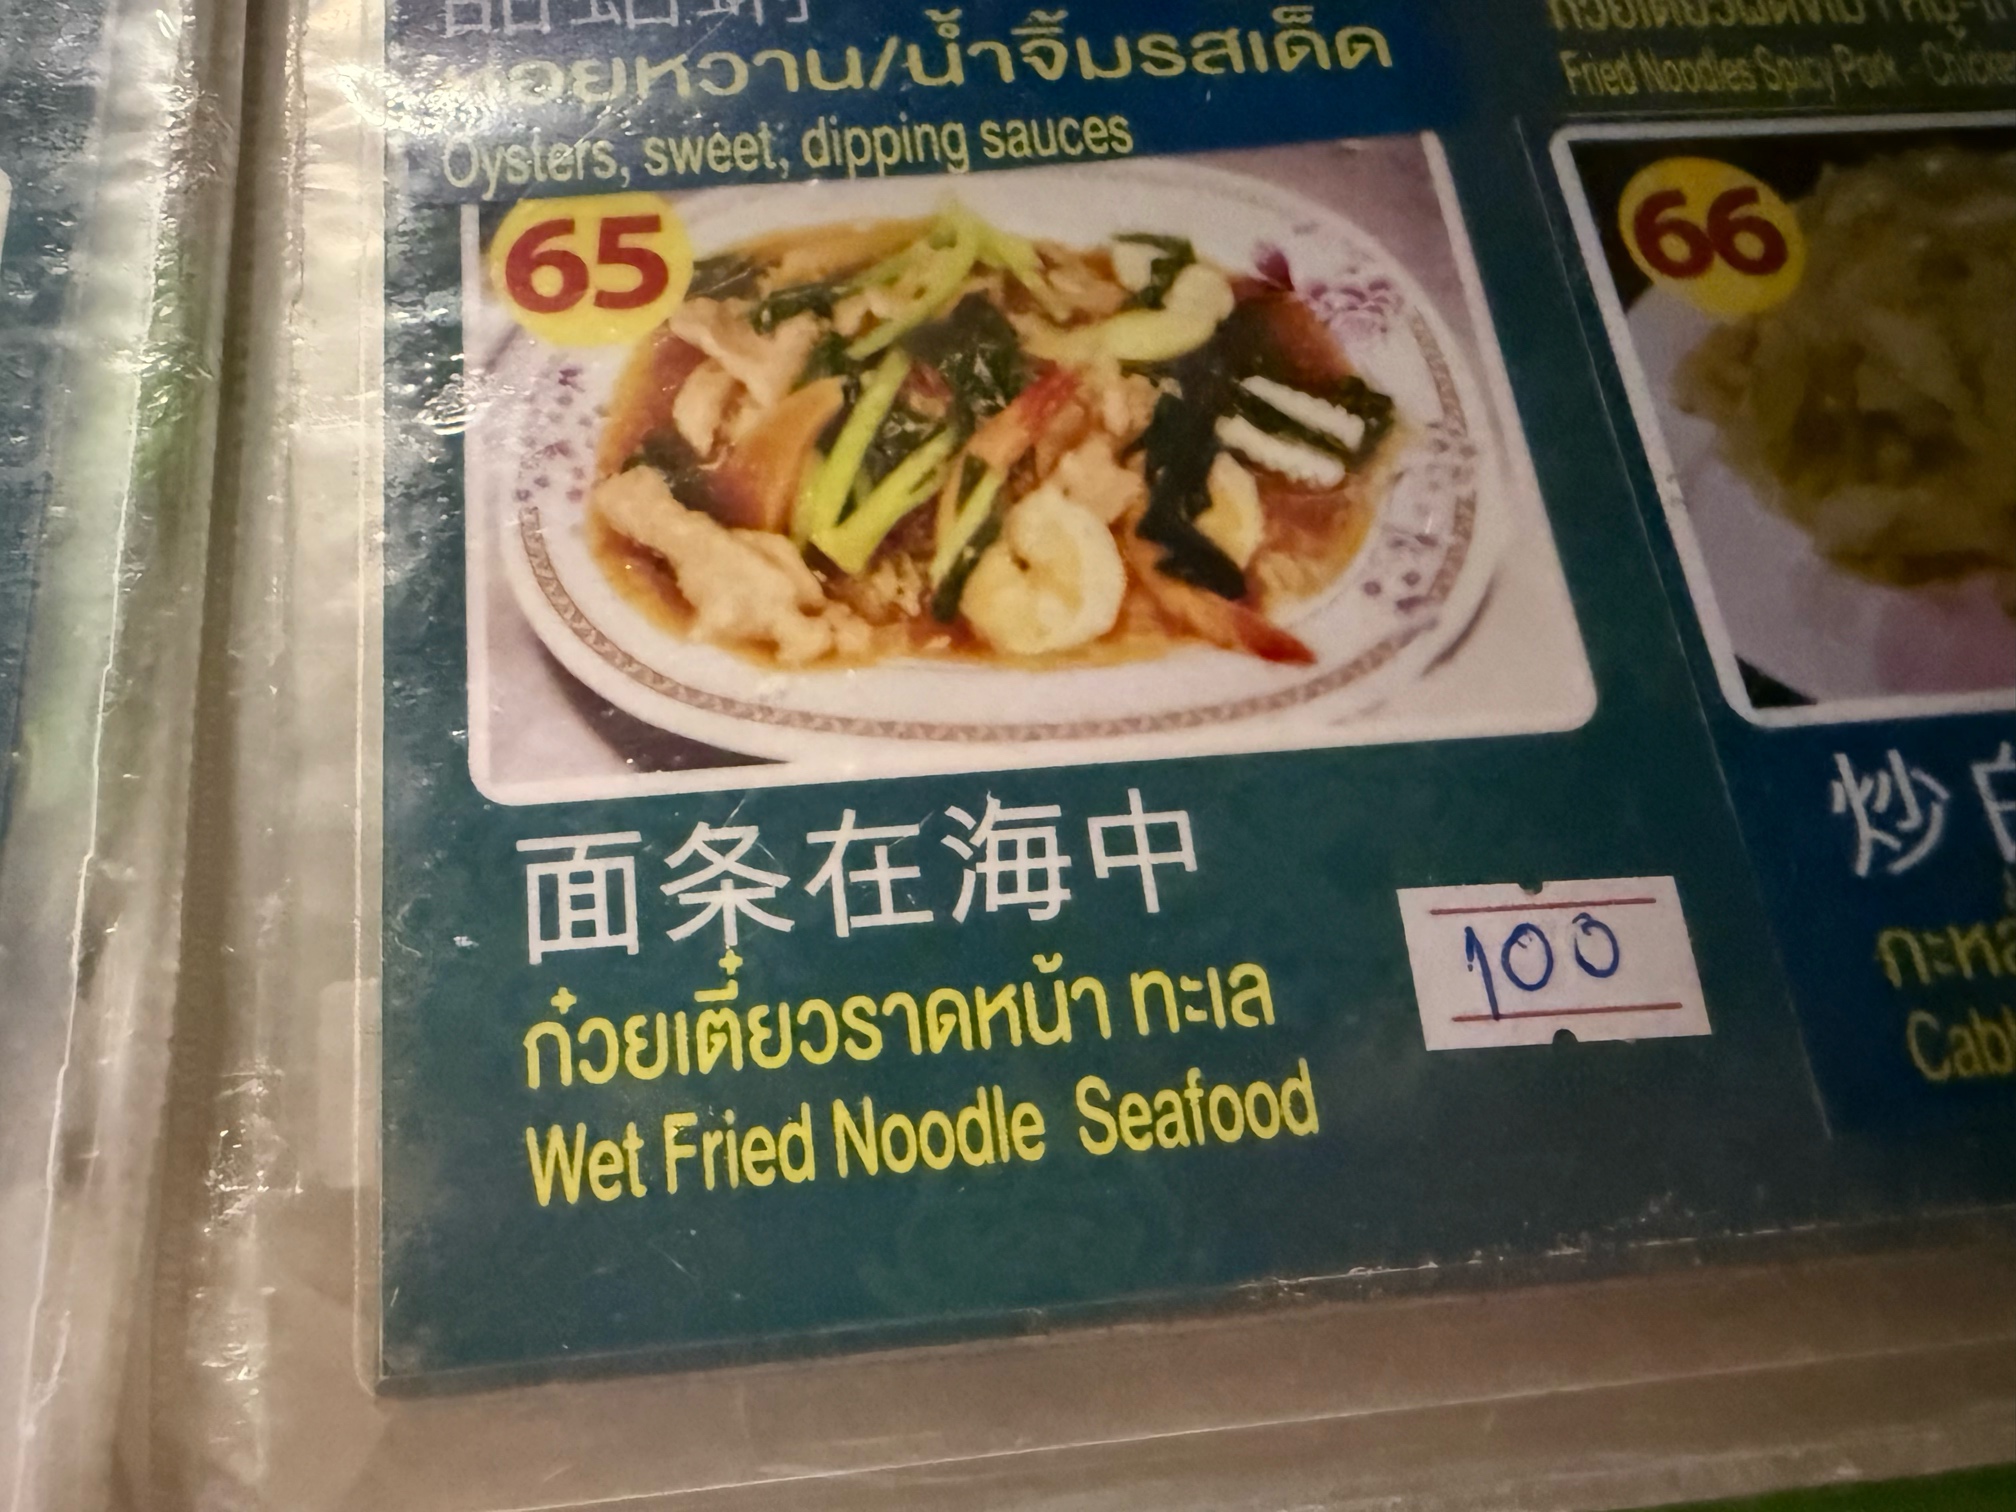 หอยหวาน/น้ำจิ้มรสเด็ด
Oysters, sweet, dipping sauces
Fried Noodles Spicy Pork - Chicken
65
66
面条在海中
ก๋วยเตี๋ยวราดหน้า ทะเล
Wet Fried Noodle Seafood
100
炒